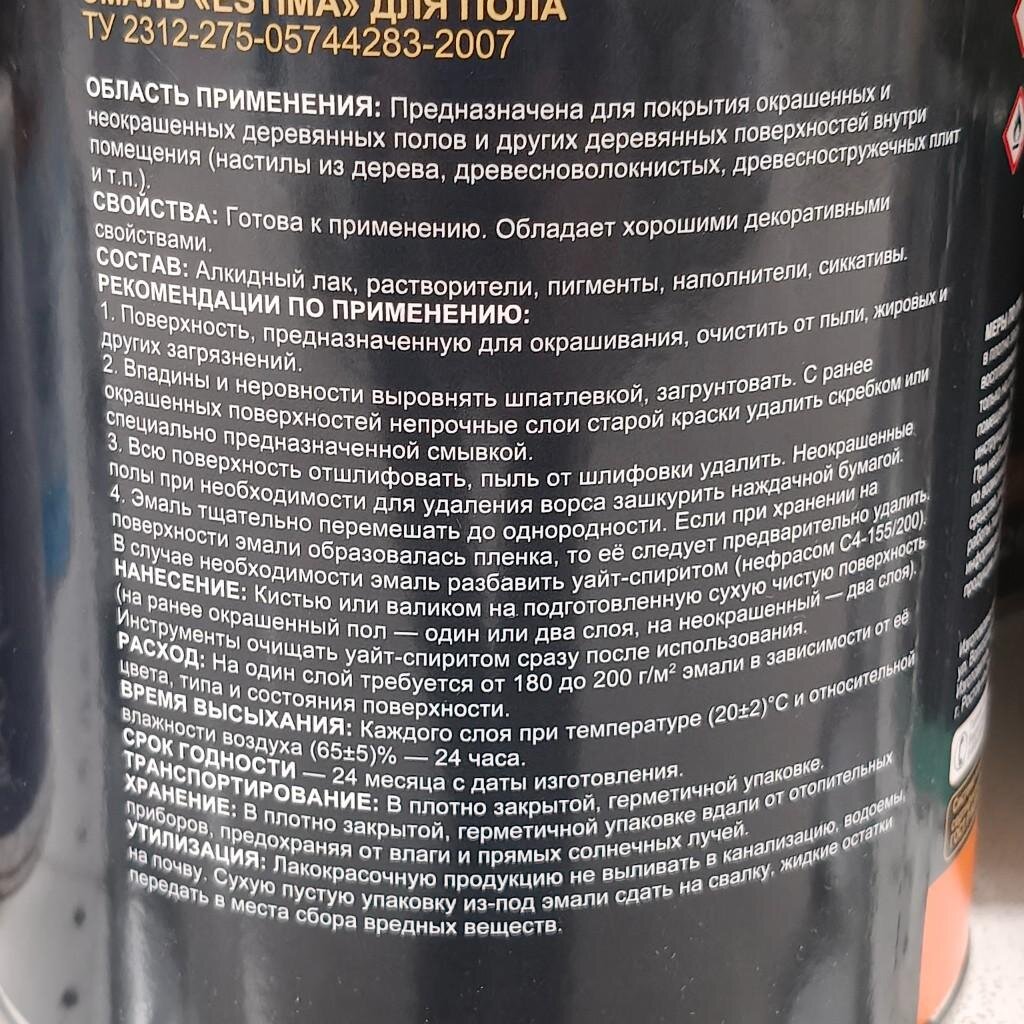 ЭМАЛЬ «ESTIMA» ДЛЯ ПОЛА
ТУ 2312-275-05744283-2007
ОБЛАСТЬ ПРИМЕНЕНИЯ: Предназначена для покрытия окрашенных и
неокрашенных деревянных полов и других деревянных поверхностей внутри
помещения (настилы из дерева, древесноволокнистых, древесностружечных плит
и т.п.).
СВОЙСТВА: Готова к применению. Обладает хорошими декоративными
свойствами.
СОСТАВ: Алкидный лак, растворители, пигменты, наполнители, сиккативы.
РЕКОМЕНДАЦИИ ПО ПРИМЕНЕНИЮ:
1. Поверхность, предназначенную для окрашивания, очистить от пыли, жировых и
других загрязнений.
2. Впадины и неровности выровнять шпатлевкой, загрунтовать. С ранее
окрашенных поверхностей непрочные слои старой краски удалить скребком или
специально предназначенной смывкой.
3. Всю поверхность отшлифовать, пыль от шлифовки удалить. Неокрашенные
полы при необходимости для удаления ворса зашкурить наждачной бумагой.
4. Эмаль тщательно перемешать до однородности. Если при хранении на
поверхности эмали образовалась пленка, то её следует предварительно удалить.
В случае необходимости эмаль разбавить уайт-спиритом (нефрасом С4-155/200).
НАНЕСЕНИЕ: Кистью или валиком на подготовленную сухую чистую поверхность
(на ранее окрашенный пол — один или два слоя, на неокрашенный — два слоя).
Инструменты очищать уайт-спиритом сразу после использования.
РАСХОД: На один слой требуется от 180 до 200 г/м² эмали в зависимости от её
цвета, типа и состояния поверхности.
ВРЕМЯ ВЫСЫХАНИЯ: Каждого слоя при температуре (20±2)°С и относительной
влажности воздуха (65±5)% — 24 часа.
СРОК ГОДНОСТИ — 24 месяца с даты изготовления.
ТРАНСПОРТИРОВАНИЕ: В плотно закрытой, герметичной упаковке.
ХРАНЕНИЕ: В плотно закрытой, герметичной упаковке вдали от отопительных
приборов, предохраняя от влаги и прямых солнечных лучей.
УТИЛИЗАЦИЯ: Лакокрасочную продукцию не выливать в канализацию, водоемы,
на почву. Сухую пустую упаковку из-под эмали сдать на свалку, жидкие остатки
передать в места сбора вредных веществ.